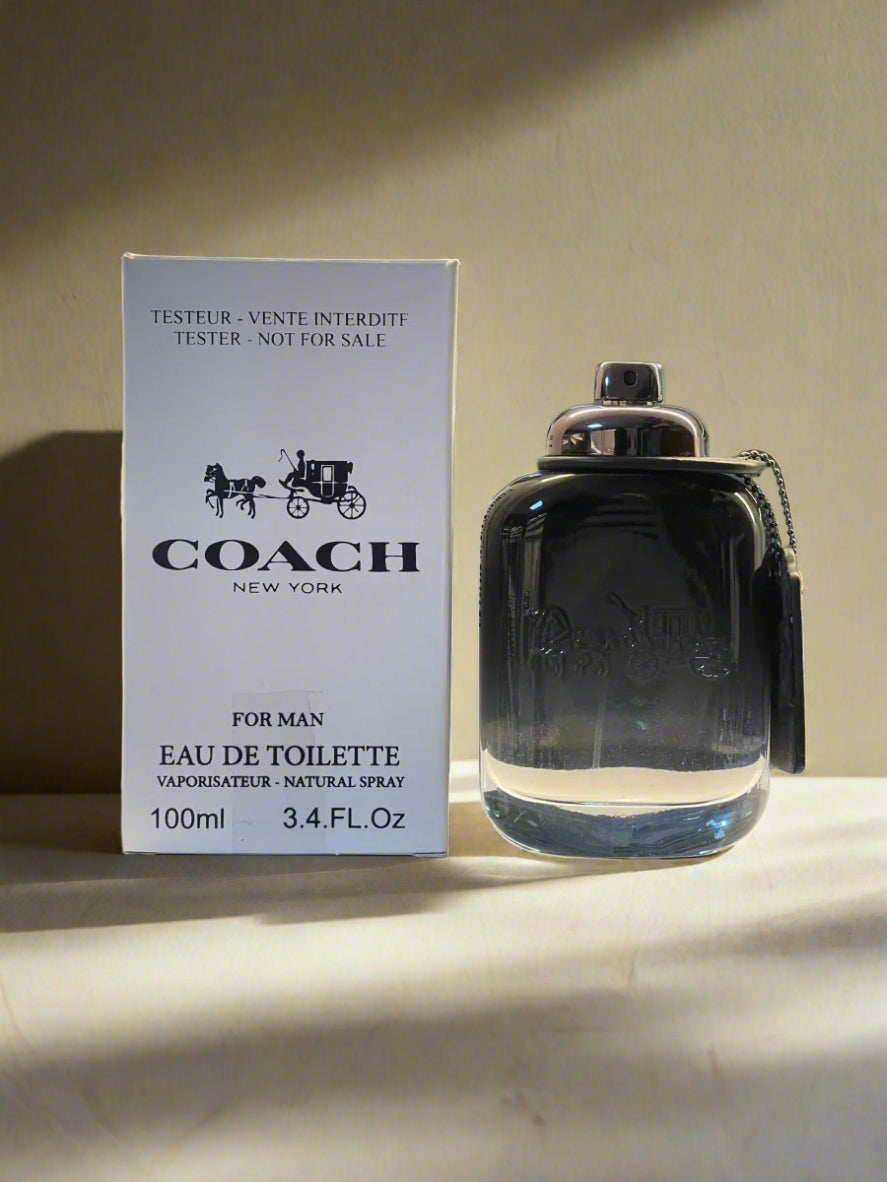 TESTEUR - VENTE INTERDITE
TESTER - NOT FOR SALE
COACH
NEW YORK
FOR MAN
EAU DE TOILETTE
VAPORISATEUR - NATURAL SPRAY
100ml 3.4.FL.Oz